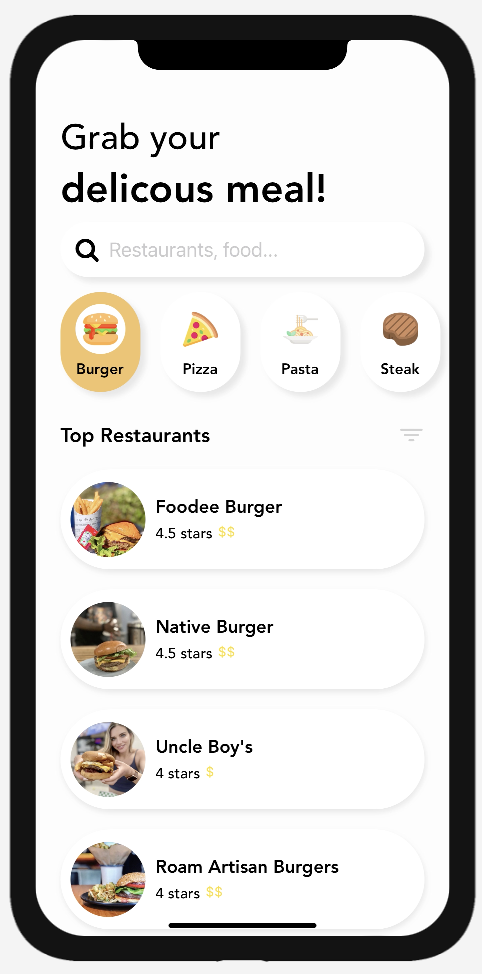 Grab your
delicous meal!
Restaurants, food...
Burger
Pizza
Pasta
Steak
Top Restaurants
Foodee Burger
4.5 stars $$
Native Burger
4.5 stars $$
Uncle Boy's
4 stars $
Roam Artisan Burgers
4 stars $$